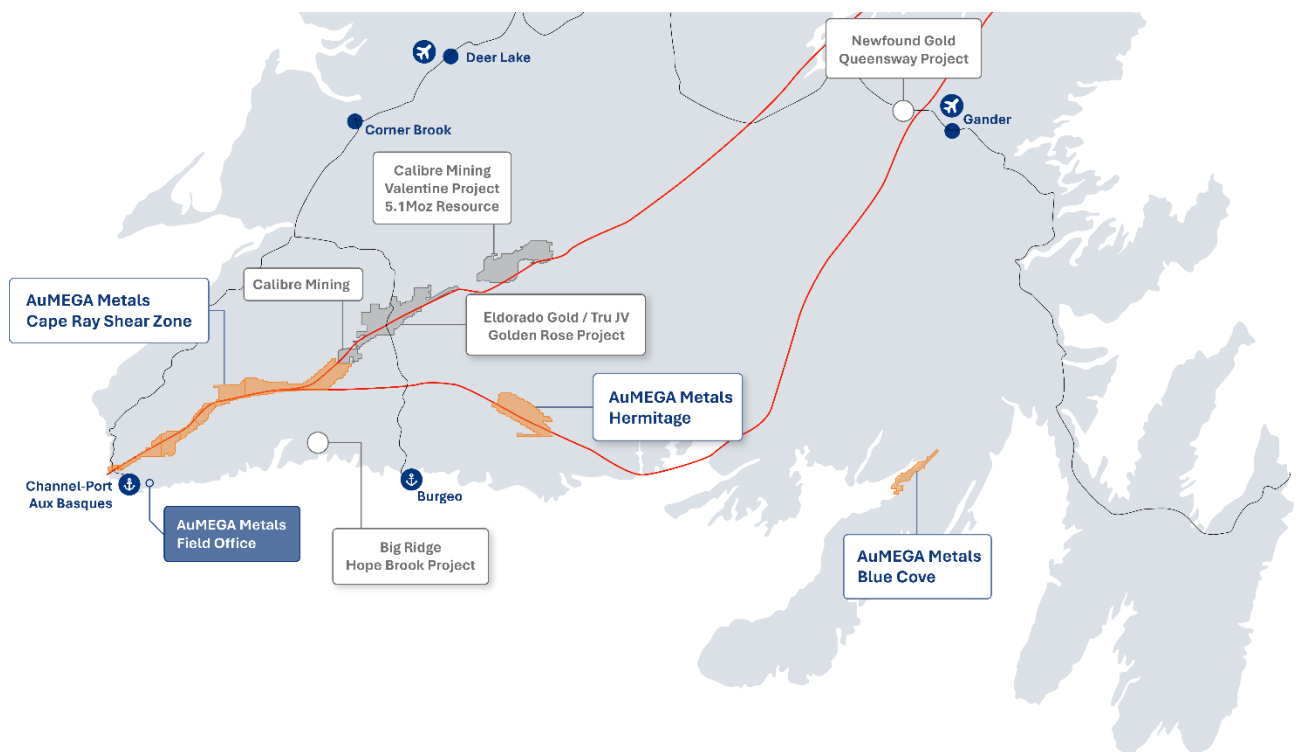 Newfound Gold
Queensway Project
Deer Lake
Gander
Corner Brook
Calibre Mining
Valentine Project
5.1Moz Resource
Calibre Mining
AuMEGA Metals
Cape Ray Shear Zone
Eldorado Gold / Tru JV
Golden Rose Project
AuMEGA Metals
Hermitage
Channel-Port
Aux Basques
Burgeo
AuMEGA Metals
Field Office
Big Ridge
Hope Brook Project
AuMEGA Metals
Blue Cove